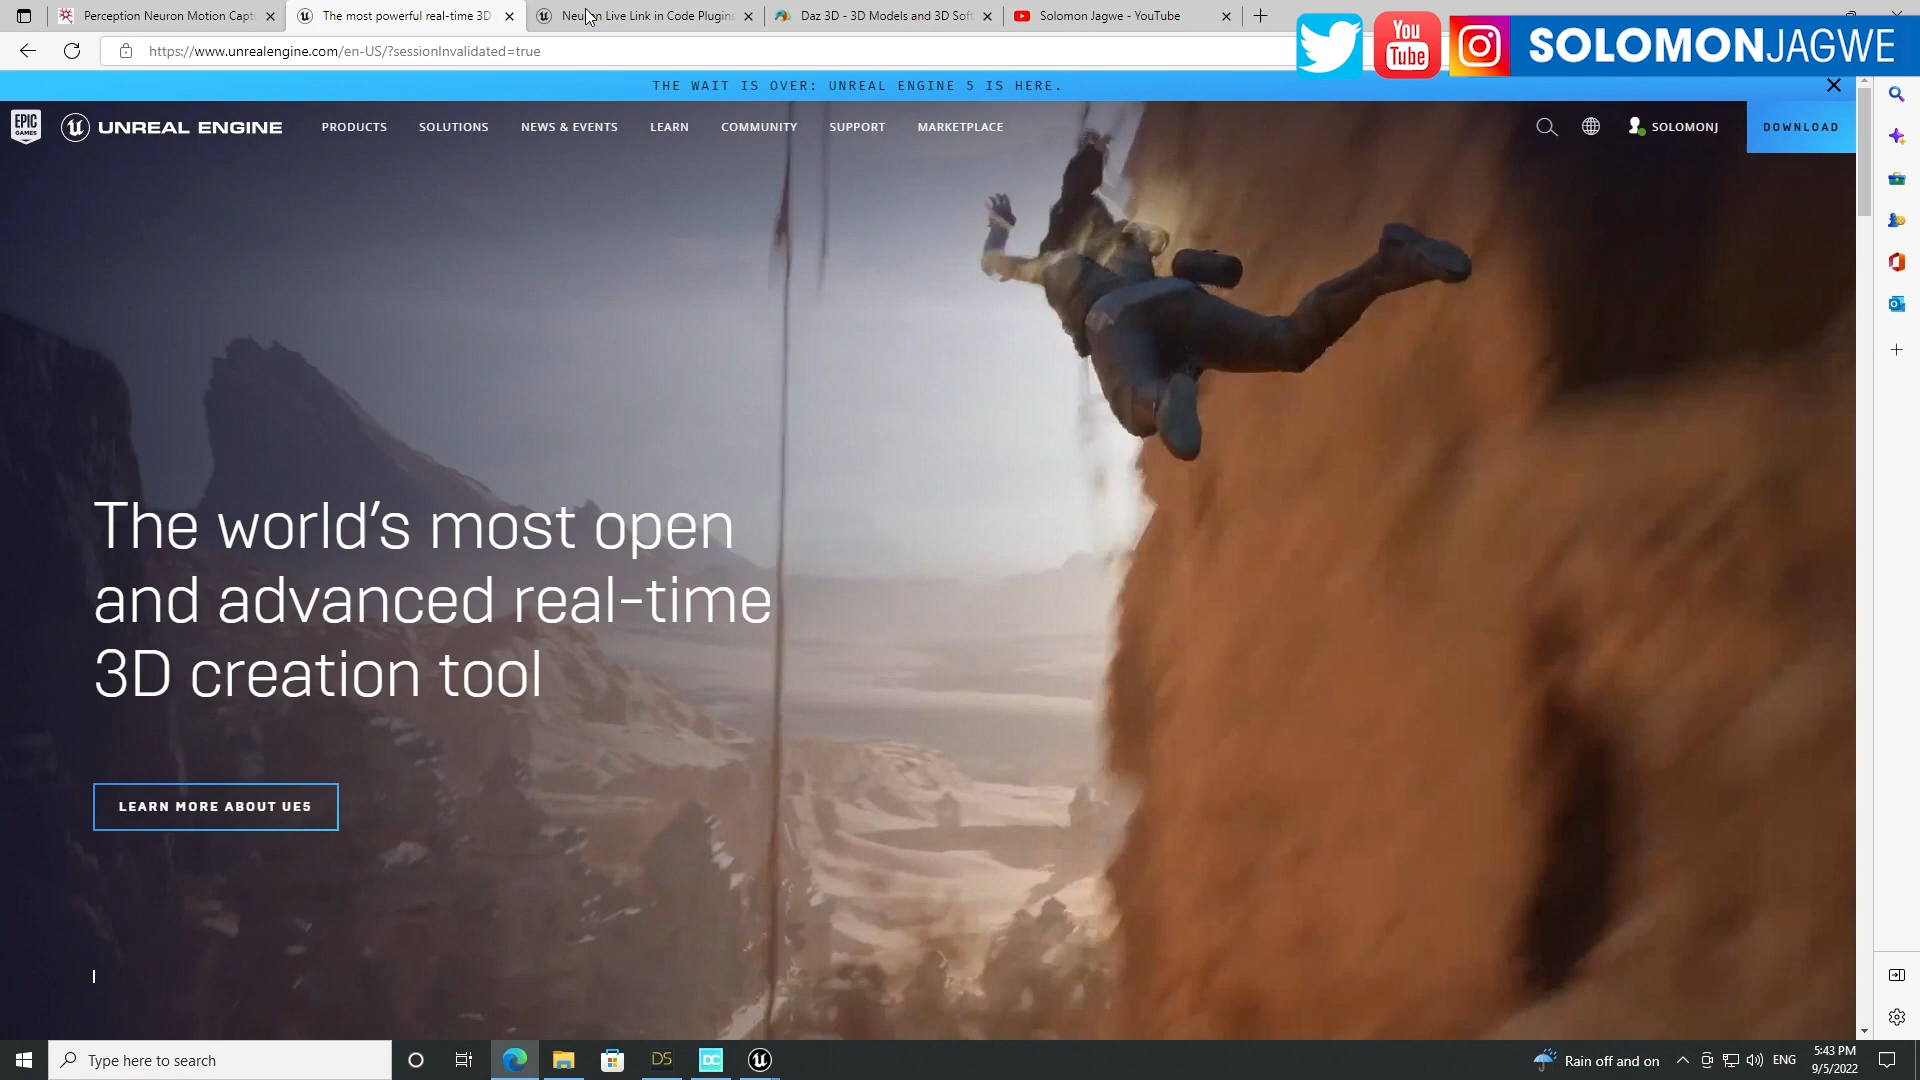 Perception Neuron Motion Capt
The most powerful real-time 3D
Neuron Live Link in Code Plugins
Daz 3D - 3D Models and 3D Soft
Solomon Jagwe - YouTube
https://www.unrealengine.com/en-US/?sessionInvalidated=true
You
Tube
SOLOMONJAGWE
THE WAIT IS OVER: UNREAL ENGINE 5 IS HERE.
EPIC
GAMES
UNREAL ENGINE
PRODUCTS
SOLUTIONS
NEWS & EVENTS
LEARN
COMMUNITY
SUPPORT
MARKETPLACE
SOLOMONJ
DOWNLOAD
The world's most open
and advanced real-time
3D creation tool
LEARN MORE ABOUT UE5
Type here to search
DS
DC
Rain off and on
ENG
5:43 PM
9/5/2022